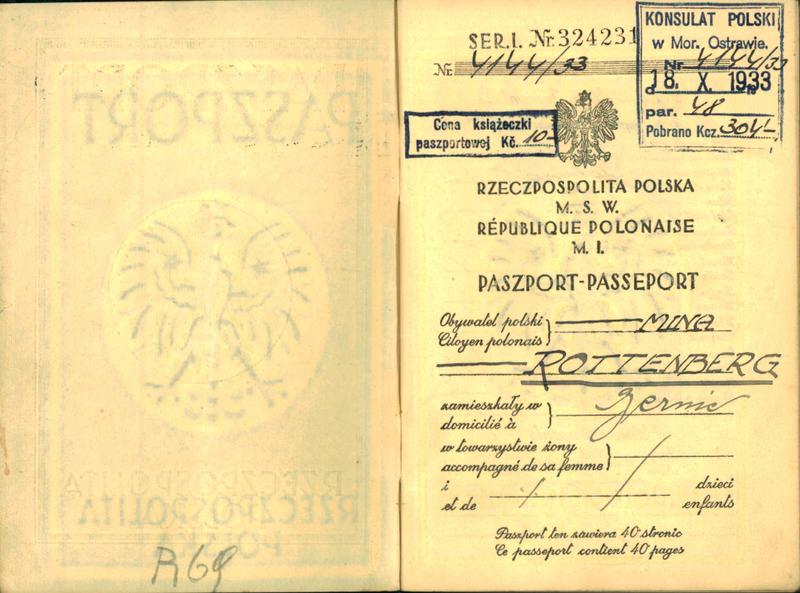 R69
SER. I. Nr. 324231
Nr. 4144/33
KONSULAT POLSKI
w Mor. Ostrawie.
Nr. 4144/33
d 18. X. 1933
par. 48
Pobrano Kcz. 304/-
Cena książeczki
paszportowej Kč. 10-
RZECZPOSPOLITA POLSKA
M. S. W.
RÉPUBLIQUE POLONAISE
M. I.
PASZPORT-PASSEPORT
Obywatel polski
Citoyen polonais
MINA
ROTTENBERG
zamieszkały w
domicilié à
w towarzystwie żony
accompagné de sa femme
i dzieci
et de enfants
Paszport ten zawiera 40 stronic
Ce passeport contient 40 pages
PASZPORT
RZECZPOSPOLITA
POLSKA